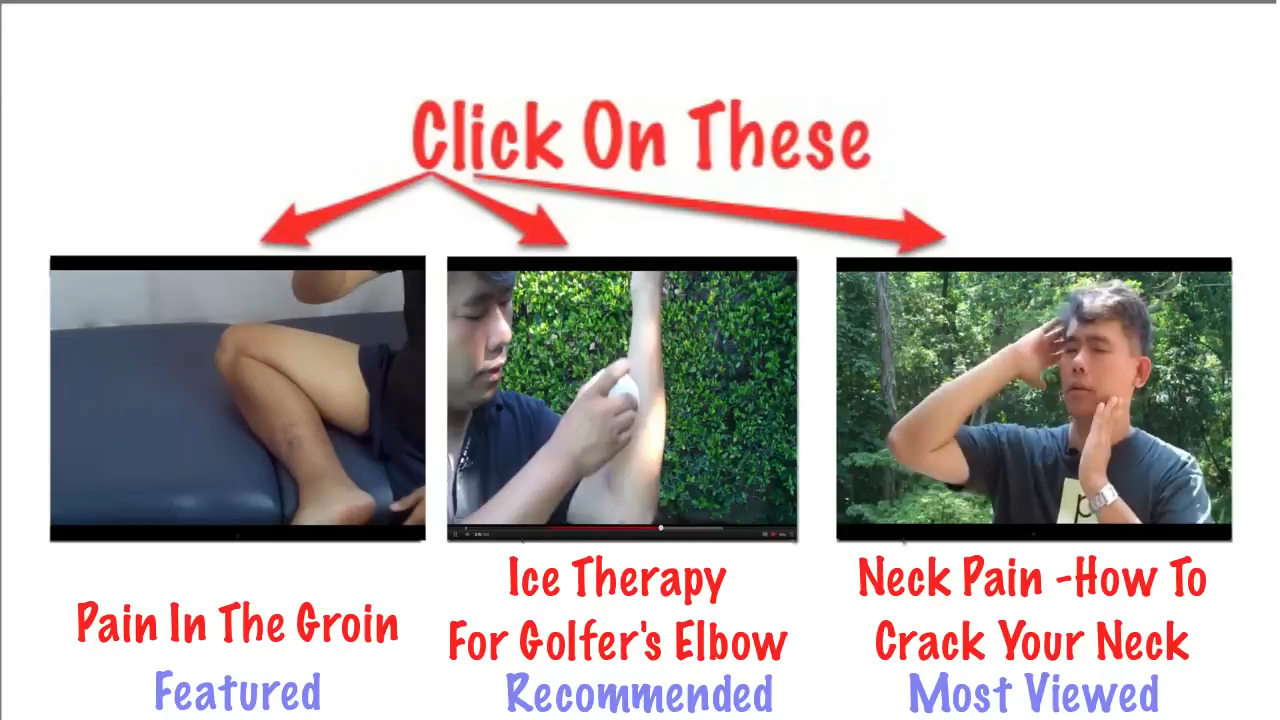 Click On These
Pain In The Groin
Featured
Ice Therapy
For Golfer's Elbow
Recommended
Neck Pain -How To
Crack Your Neck
Most Viewed